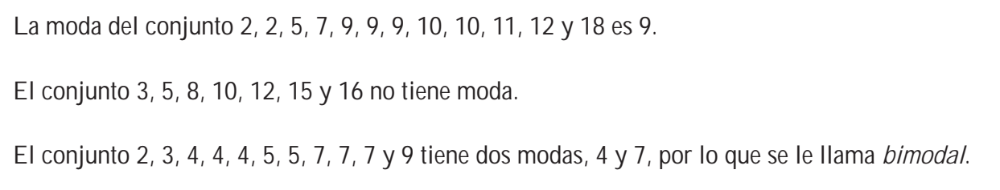 La moda del conjunto 2, 2, 5, 7, 9, 9, 9, 10, 10, 11, 12 y 18 es 9.
El conjunto 3, 5, 8, 10, 12, 15 y 16 no tiene moda.
El conjunto 2, 3, 4, 4, 4, 5, 5, 7, 7, 7 y 9 tiene dos modas, 4 y 7, por lo que se le llama bimodal.